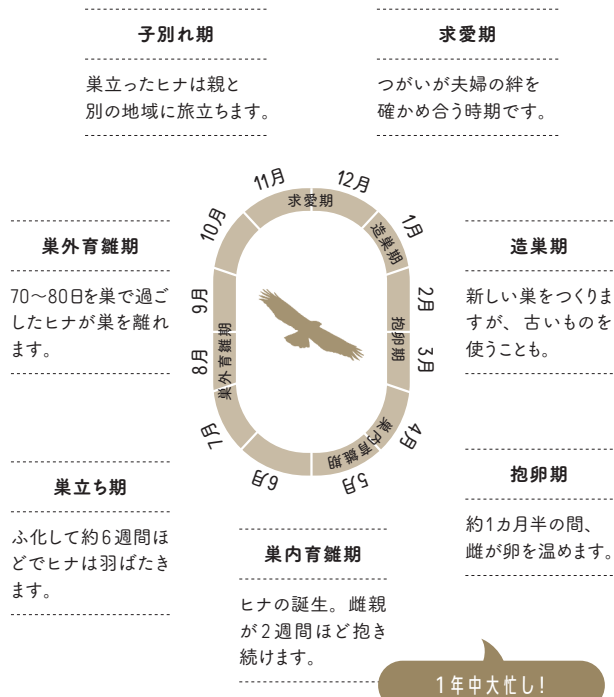 子別れ期
巣立ったヒナは親と
別の地域に旅立ちます。
求愛期
つがいが夫婦の絆を
確かめ合う時期です。
11月
12月
求愛期
10月
1月
造巣期
巣外育雛期
70〜80日を巣で過ご
したヒナが巣を離れ
ます。
9月
8月
巣外育雛期
2月
3月
抱卵期
造巣期
新しい巣をつくりま
すが、古いものを
使うことも。
7月
6月
5月
4月
巣内育雛期
巣立ち期
ふ化して約6週間ほ
どでヒナは羽ばたき
ます。
巣内育雛期
ヒナの誕生。雌親
が2週間ほど抱き
続けます。
抱卵期
約1カ月半の間、
雌が卵を温めます。
1年中大忙し!